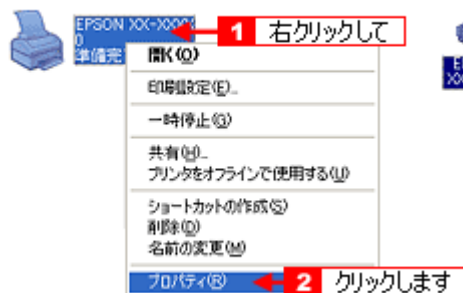 EPSON XX-XXXX
1 右クリックして
0
準備完
開く(O)
印刷設定(E)...
一時停止(G)
共有(H)...
プリンタをオフラインで使用する(U)
ショートカットの作成(S)
削除(D)
名前の変更(M)
プロパティ(R)
2 クリックします